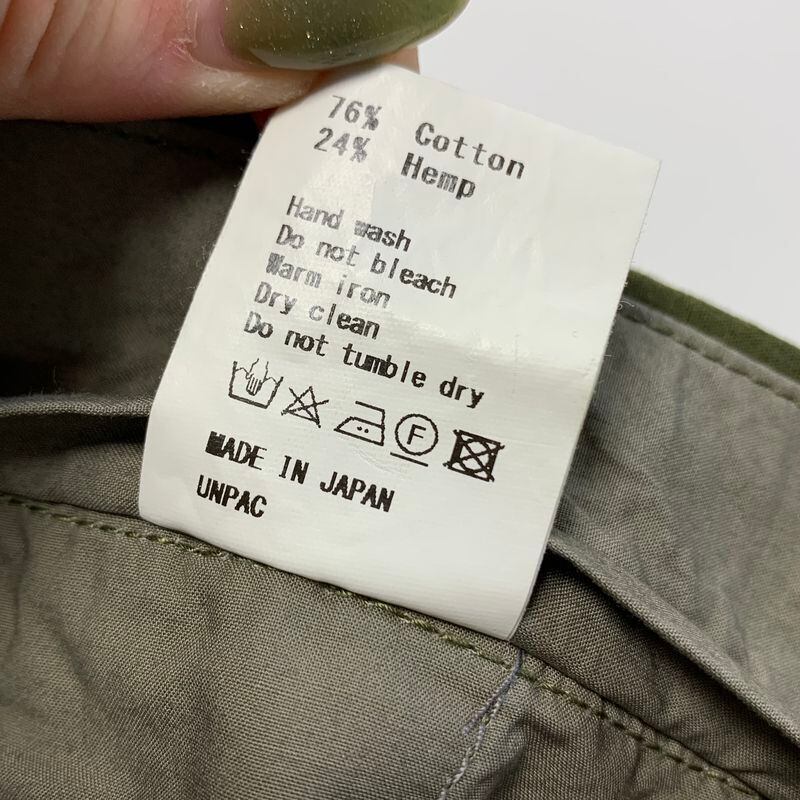 76% Cotton
24% Hemp
Hand wash
Do not bleach
Warm iron
Dry clean
Do not tumble dry
F
MADE IN JAPAN
UNPAC